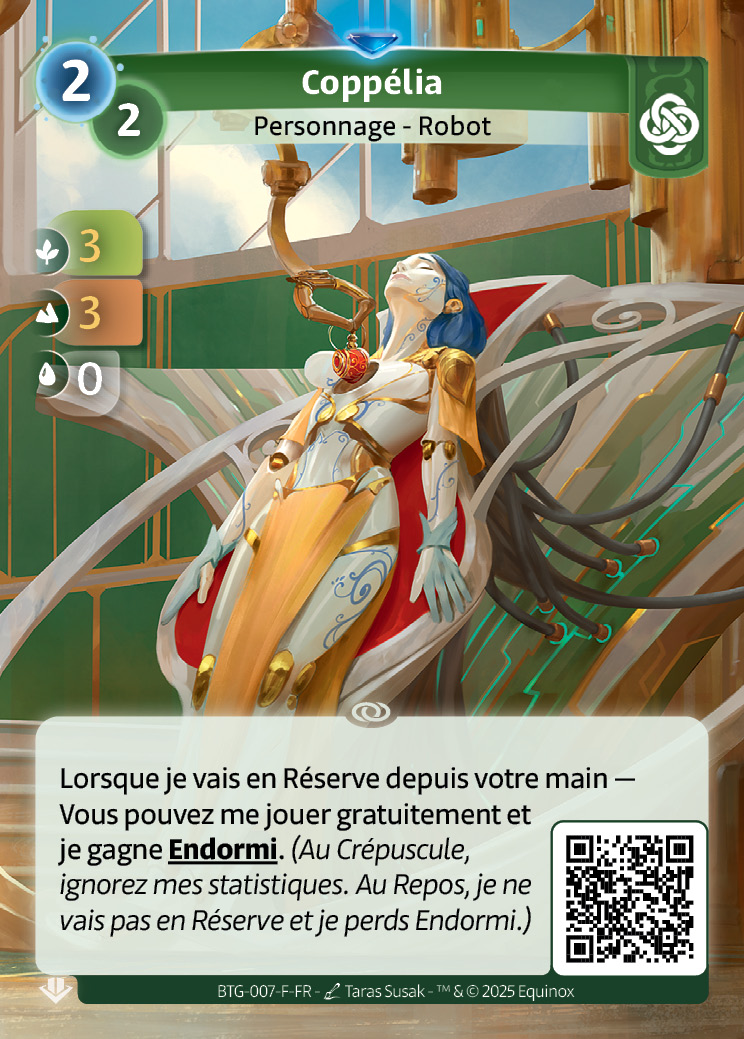 2
Coppélia
2
Personnage - Robot
3
3
0
Lorsque je vais en Réserve depuis votre main —
Vous pouvez me jouer gratuitement et
je gagne Endormi. (Au Crépuscule,
ignorez mes statistiques. Au Repos, je ne
vais pas en Réserve et je perds Endormi.)
BTG-007-F-FR - Taras Susak - ™ & © 2025 Equinox